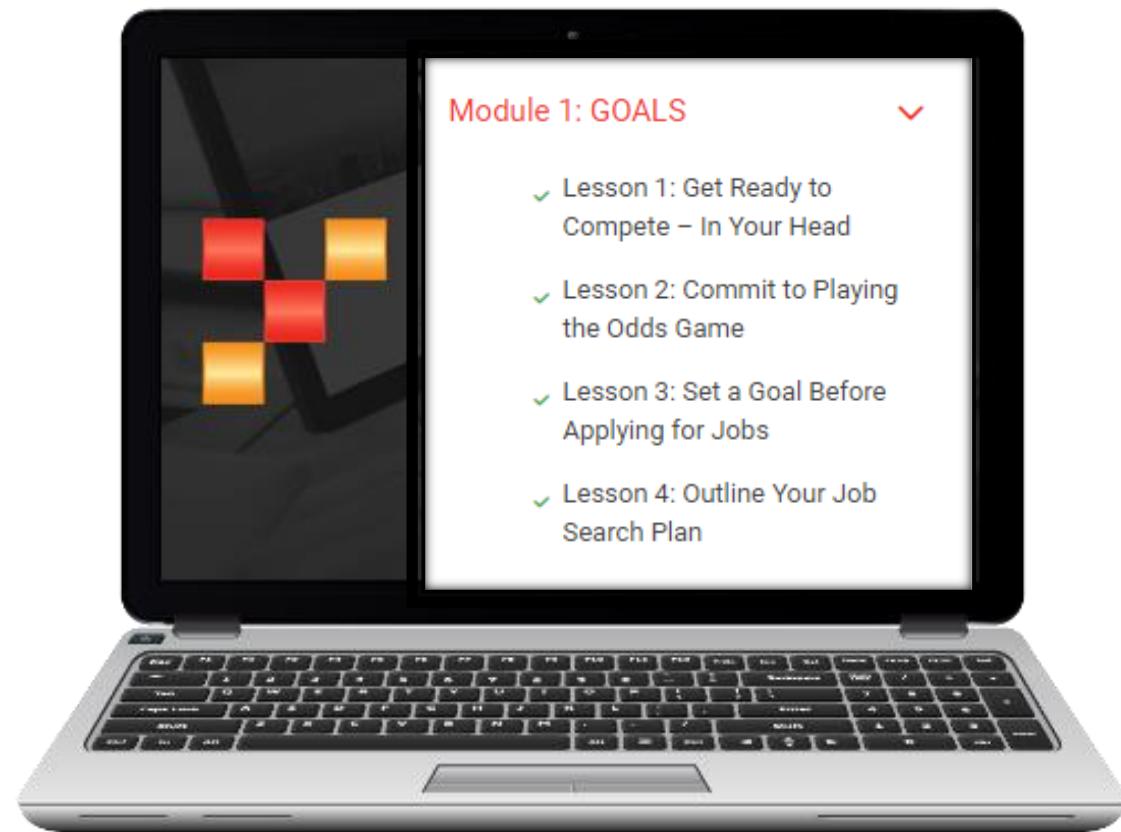 Module 1: GOALS
Lesson 1: Get Ready to
Compete – In Your Head
Lesson 2: Commit to Playing
the Odds Game
Lesson 3: Set a Goal Before
Applying for Jobs
Lesson 4: Outline Your Job
Search Plan